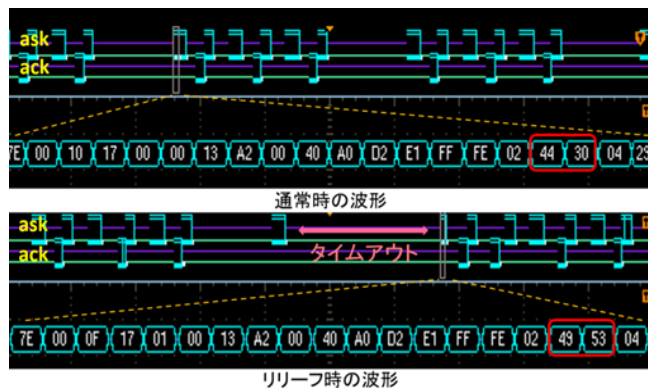 ask
ack
7E 00 10 17 00 00 13 A2 00 40 A0 D2 E1 FF FE 02 44 30 04 23
通常時の波形
ask
ack
タイムアウト
7E 00 0F 17 01 00 13 A2 00 40 A0 D2 E1 FF FE 02 49 53 04
リリーフ時の波形